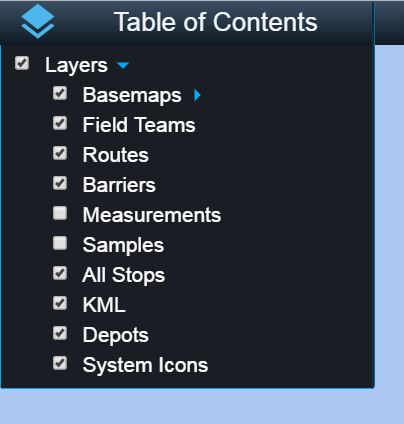 Table of Contents
Layers
Basemaps
Field Teams
Routes
Barriers
Measurements
Samples
All Stops
KML
Depots
System Icons